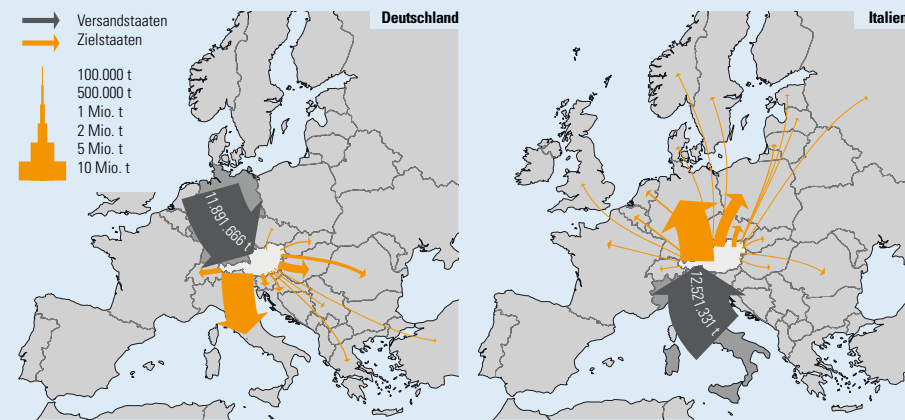 Versandstaaten
Zielstaaten
100.000 t
500.000 t
1 Mio. t
2 Mio. t
5 Mio. t
10 Mio. t
Deutschland
11.891.666 t
Italien
12.521.331 t